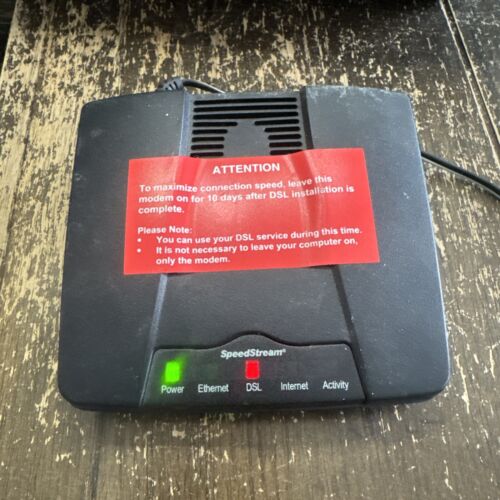 ATTENTION
To maximize connection speed, leave this
modem on for 10 days after DSL installation is
complete.
Please Note:
• You can use your DSL service during this time.
• It is not necessary to leave your computer on,
only the modem.
SpeedStream®
Power Ethernet DSL Internet Activity